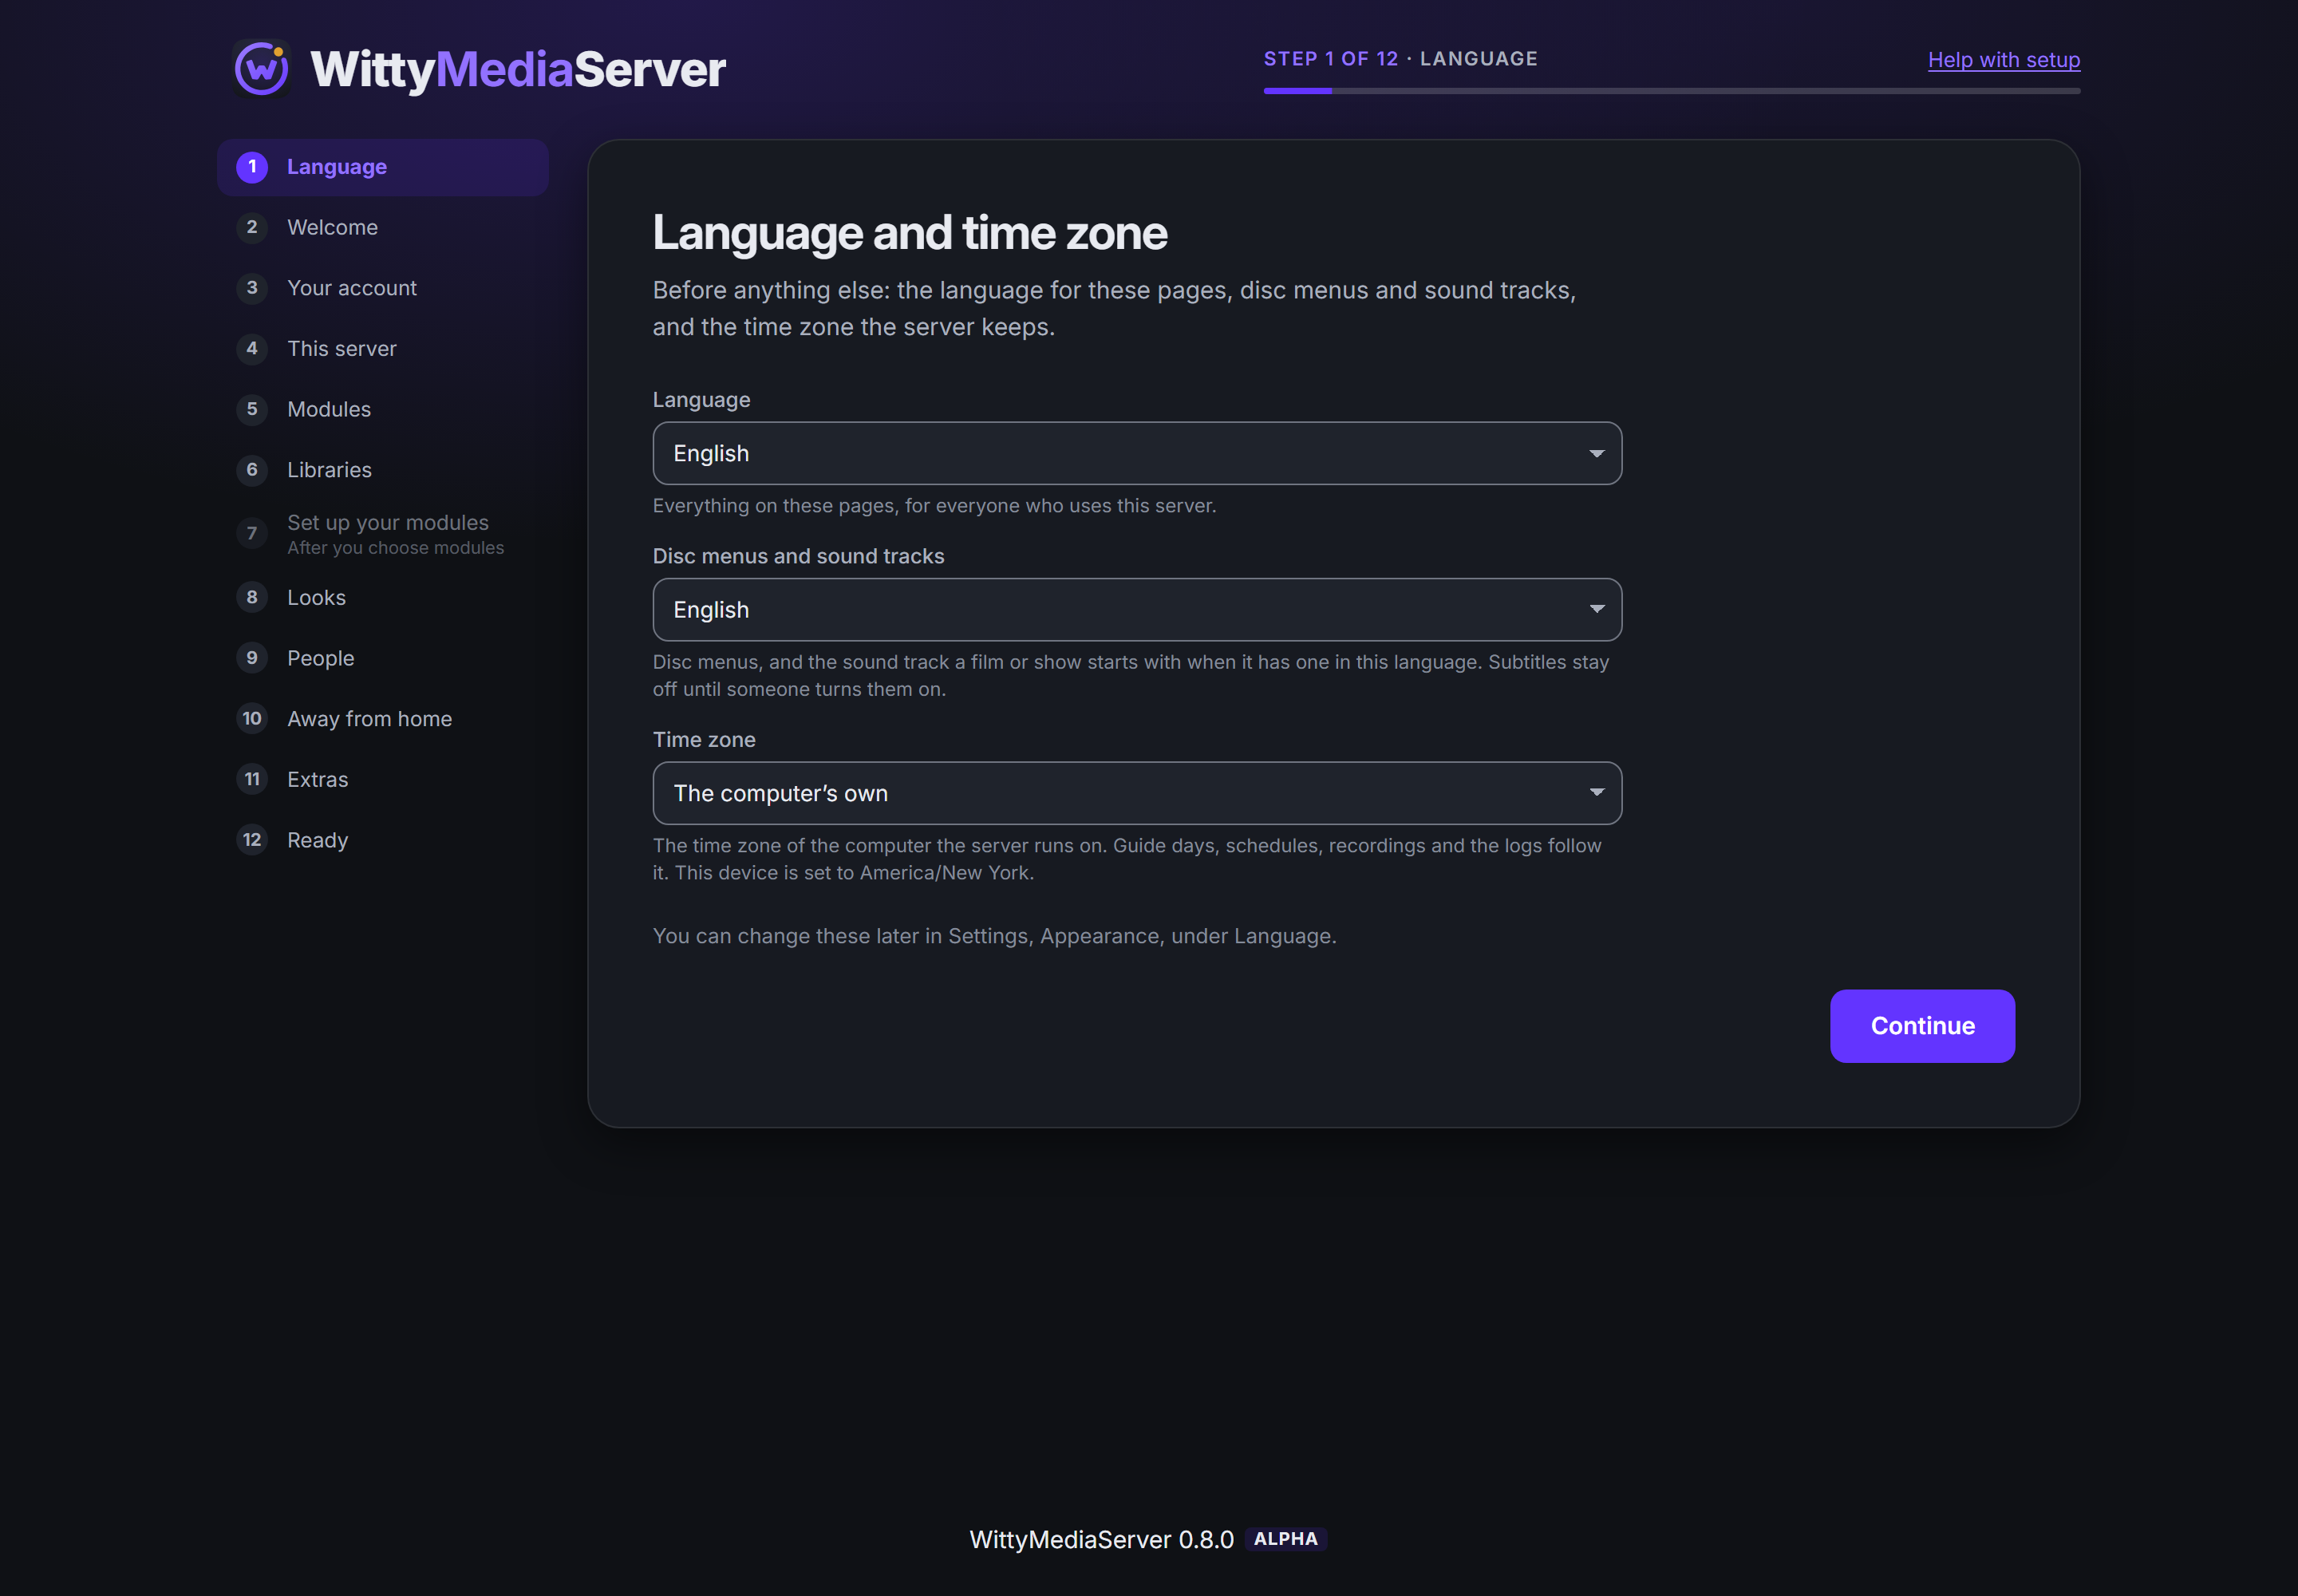 WittyMediaServer
STEP 1 OF 12 · LANGUAGE
Help with setup
1 Language
2 Welcome
3 Your account
4 This server
5 Modules
6 Libraries
7 Set up your modules
After you choose modules
8 Looks
9 People
10 Away from home
11 Extras
12 Ready
Language and time zone
Before anything else: the language for these pages, disc menus and sound tracks,
and the time zone the server keeps.
Language
English
Everything on these pages, for everyone who uses this server.
Disc menus and sound tracks
English
Disc menus, and the sound track a film or show starts with when it has one in this language. Subtitles stay
off until someone turns them on.
Time zone
The computer’s own
The time zone of the computer the server runs on. Guide days, schedules, recordings and the logs follow
it. This device is set to America/New York.
You can change these later in Settings, Appearance, under Language.
Continue
WittyMediaServer 0.8.0 ALPHA